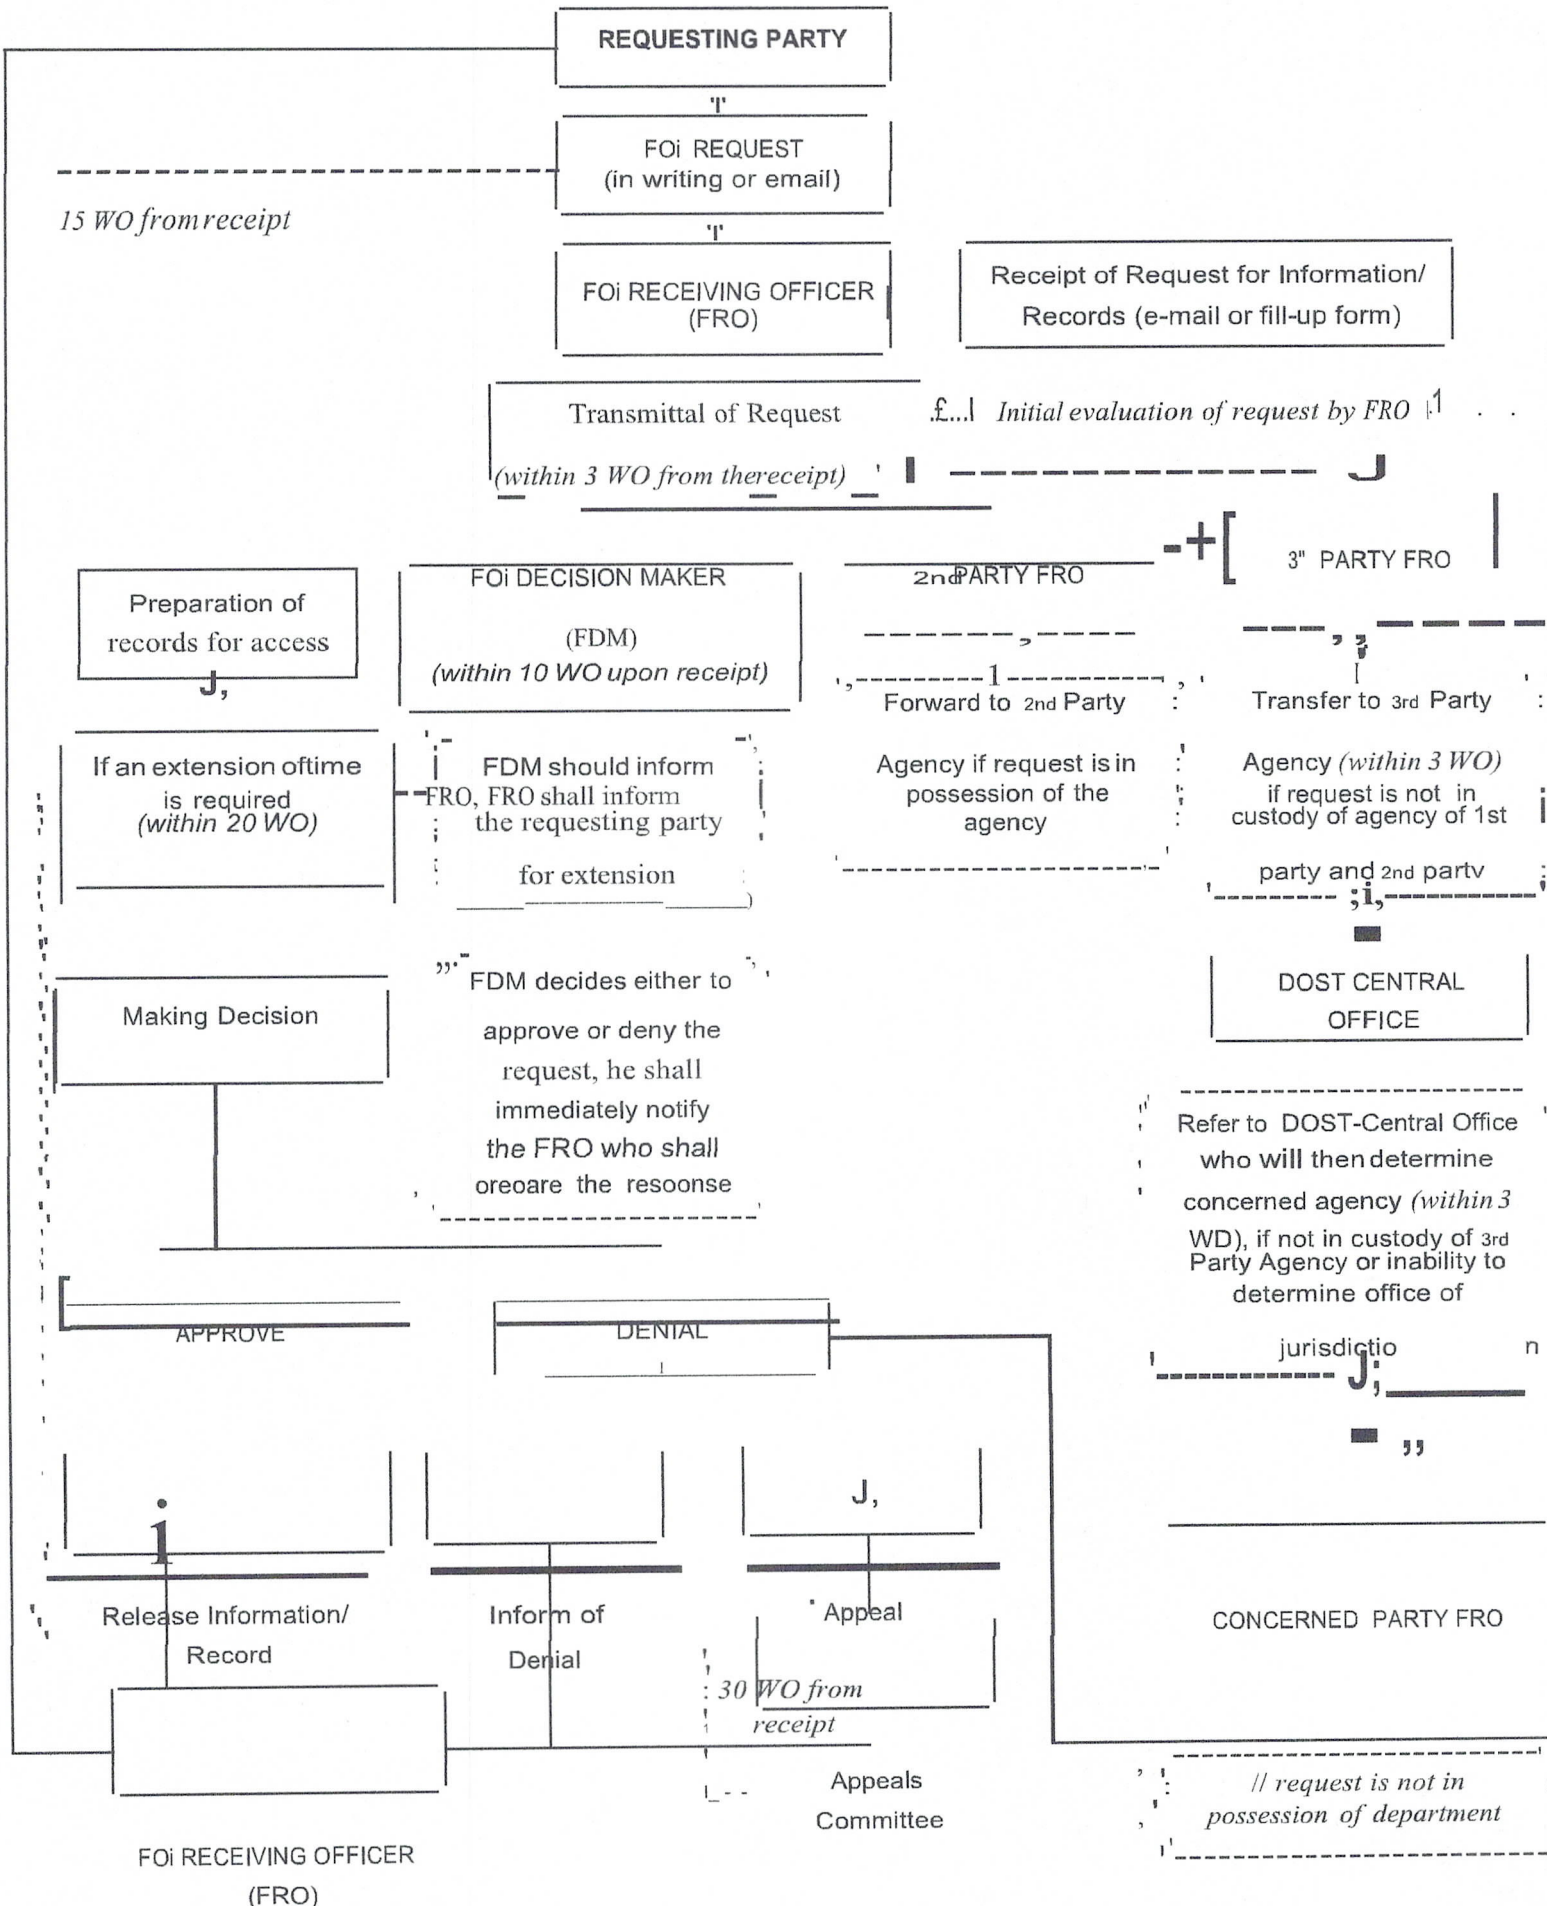 REQUESTING PARTY
FOi REQUEST
(in writing or email)
15 WO from receipt
FOi RECEIVING OFFICER
(FRO)
Receipt of Request for Information/
Records (e-mail or fill-up form)
Transmittal of Request
(within 3 WO from thereceipt)
.£...l Initial evaluation of request by FRO
3" PARTY FRO
2nd PARTY FRO
FOi DECISION MAKER
(FDM)
(within 10 WO upon receipt)
Preparation of
records for access
J,
If an extension oftime
is required
(within 20 WO)
FDM should inform
FRO, FRO shall inform
the requesting party
for extension
Forward to 2nd Party
Agency if request is in
possession of the
agency
Transfer to 3rd Party
Agency (within 3 WO)
if request is not in
custody of agency of 1st
party and 2nd partv
DOST CENTRAL
OFFICE
Making Decision
FDM decides either to
approve or deny the
request, he shall
immediately notify
the FRO who shall
oreoare the resoonse
Refer to DOST-Central Office
who will then determine
concerned agency (within 3
WD), if not in custody of 3rd
Party Agency or inability to
determine office of
jurisdictio n
APPROVE
DENIAL
J,
i
Release Information/
Record
Inform of
Denial
Appeal
30 WO from
receipt
CONCERNED PARTY FRO
Appeals
Committee
// request is not in
possession of department
FOi RECEIVING OFFICER
(FRO)